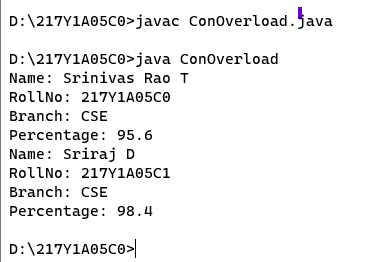 D:\217Y1A05C0>javac ConOverload.java
D:\217Y1A05C0>java ConOverload
Name: Srinivas Rao T
RollNo: 217Y1A05C0
Branch: CSE
Percentage: 95.6
Name: Sriraj D
RollNo: 217Y1A05C1
Branch: CSE
Percentage: 98.4
D:\217Y1A05C0>